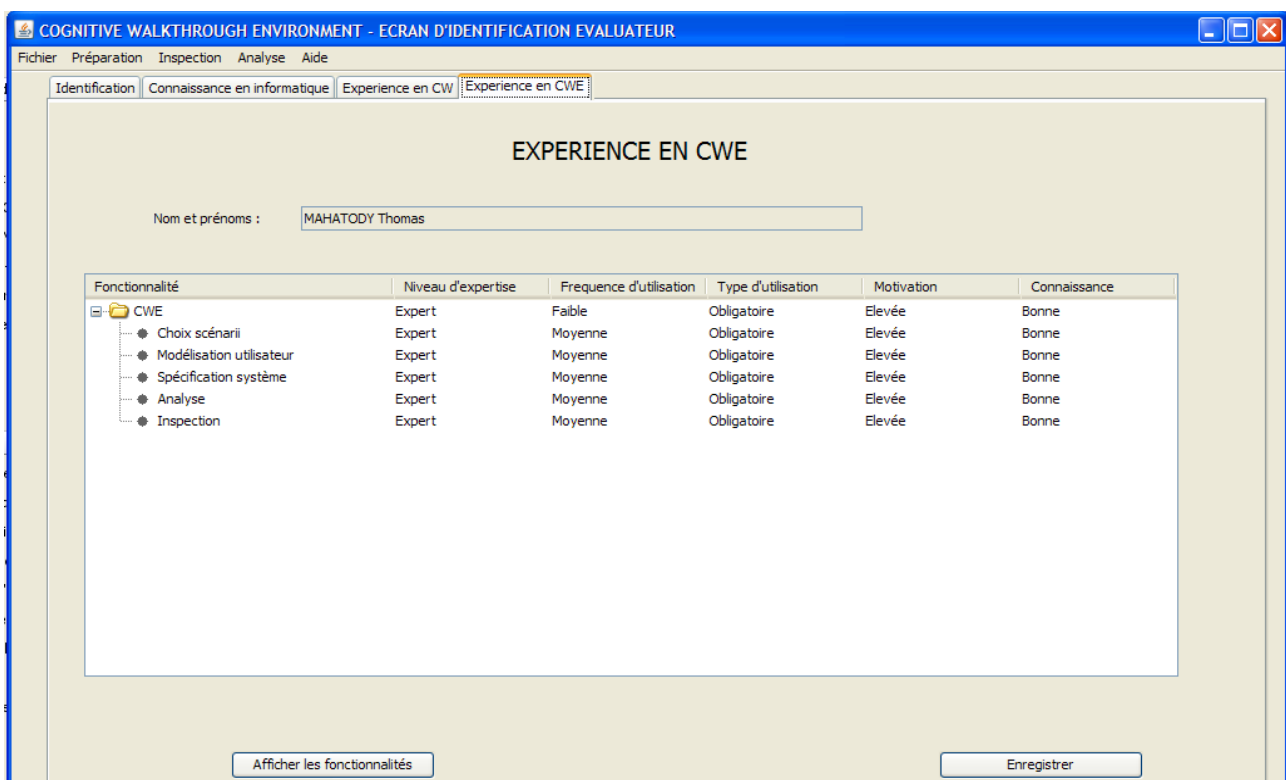 COGNITIVE WALKTHROUGH ENVIRONMENT - ECRAN D'IDENTIFICATION EVALUATEUR
Fichier Préparation Inspection Analyse Aide
Identification Connaissance en informatique Experience en CW Experience en CWE
EXPERIENCE EN CWE
Nom et prénoms : MAHATODY Thomas
Fonctionnalité Niveau d'expertise Frequence d'utilisation Type d'utilisation Motivation Connaissance
CWE Expert Faible Obligatoire Elevée Bonne
Choix scénarii Expert Moyenne Obligatoire Elevée Bonne
Modélisation utilisateur Expert Moyenne Obligatoire Elevée Bonne
Spécification système Expert Moyenne Obligatoire Elevée Bonne
Analyse Expert Moyenne Obligatoire Elevée Bonne
Inspection Expert Moyenne Obligatoire Elevée Bonne
Afficher les fonctionnalités Enregistrer